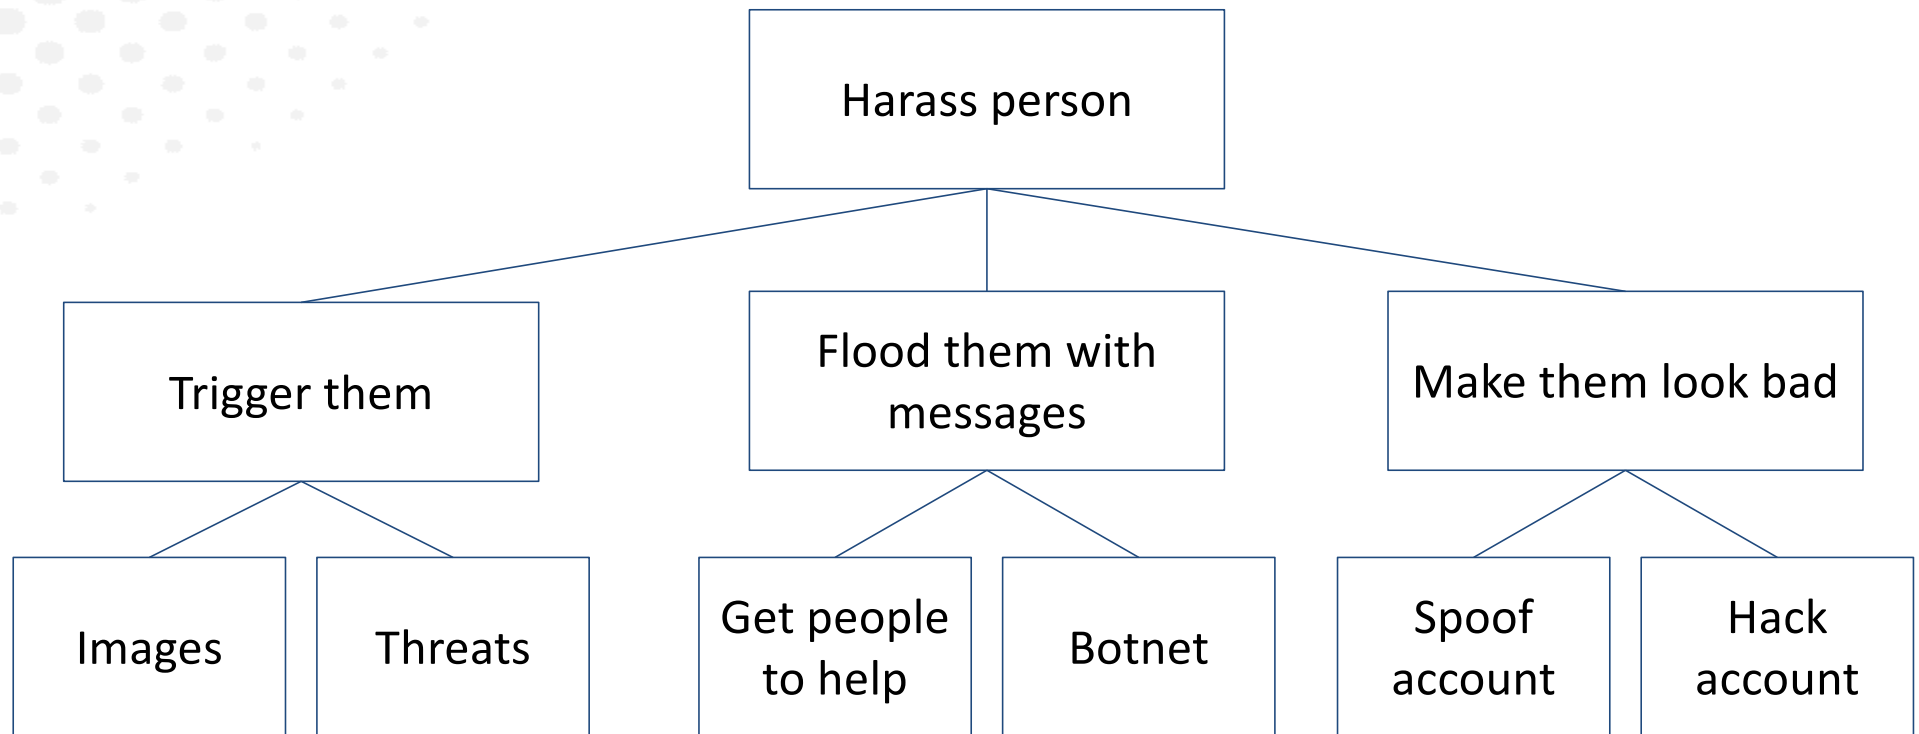 Harass person
Trigger them
Flood them with
messages
Make them look bad
Images
Threats
Get people
to help
Botnet
Spoof
account
Hack
account